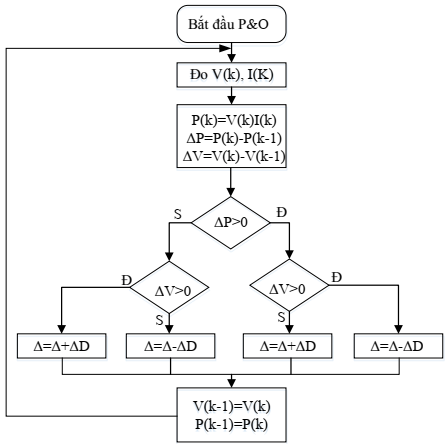 Bắt đầu P&O
Đo V(k), I(K)
P(k)=V(k)I(k)
ΔP=P(k)-P(k-1)
ΔV=V(k)-V(k-1)
S
Đ
ΔP>0
Đ
ΔV>0
S
ΔV>0
Đ
S
Δ=Δ+ΔD
Δ=Δ-ΔD
Δ=Δ+ΔD
Δ=Δ-ΔD
V(k-1)=V(k)
P(k-1)=P(k)